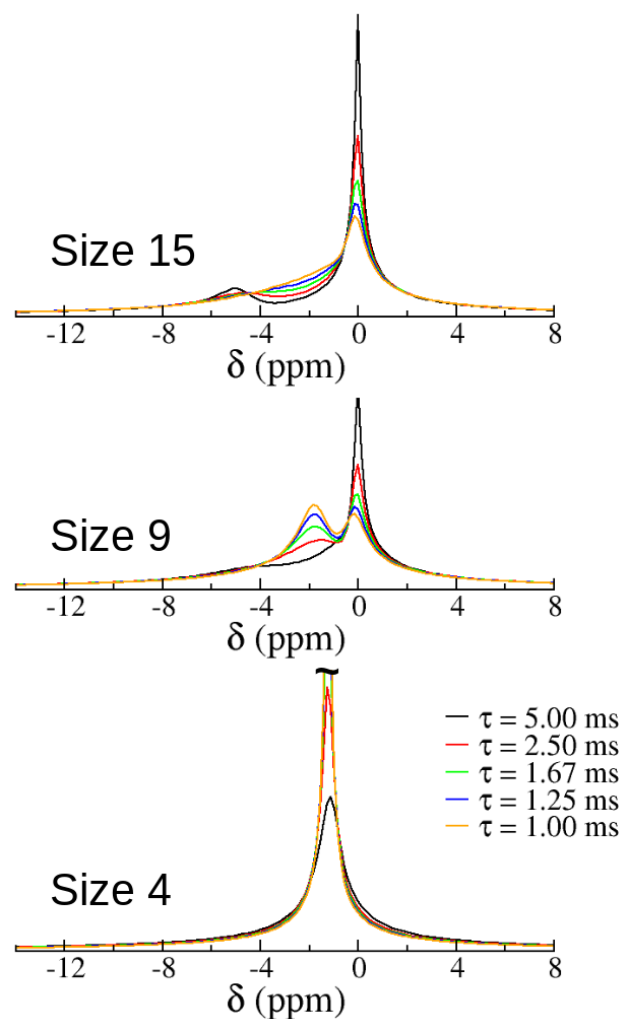 Size 15
-12 -8 -4 0 4 8
δ (ppm)
Size 9
-12 -8 -4 0 4 8
δ (ppm)
τ = 5.00 ms
τ = 2.50 ms
τ = 1.67 ms
τ = 1.25 ms
τ = 1.00 ms
Size 4
-12 -8 -4 0 4 8
δ (ppm)